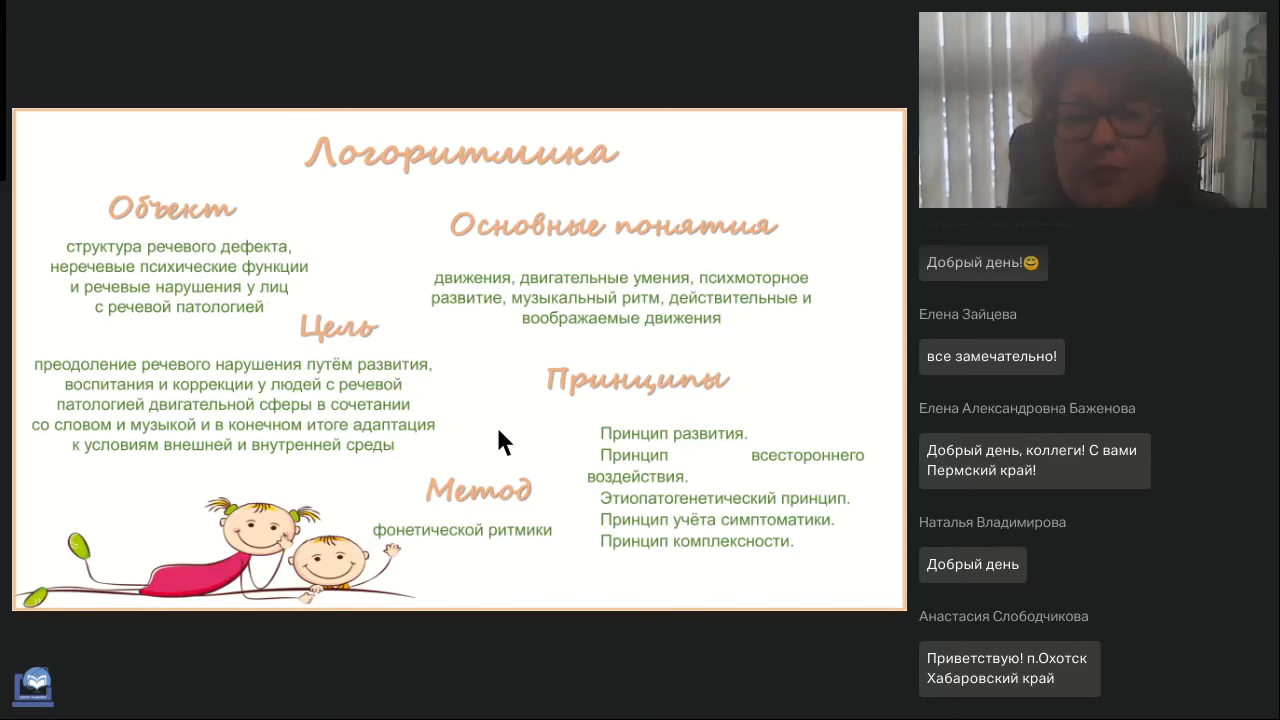 Логоритмика
Объект
структура речевого дефекта,
неречевые психические функции
и речевые нарушения у лиц
с речевой патологией
Цель
преодоление речевого нарушения путём развития,
воспитания и коррекции у людей с речевой
патологией двигательной сферы в сочетании
со словом и музыкой и в конечном итоге адаптация
к условиям внешней и внутренней среды
Основные понятия
движения, двигательные умения, психмоторное
развитие, музыкальный ритм, действительные и
воображаемые движения
Принципы
Принцип развития.
Принцип всестороннего
воздействия.
Этиопатогенетический принцип.
Принцип учёта симптоматики.
Принцип комплексности.
Метод
фонетической ритмики
Добрый день!😊
Елена Зайцева
все замечательно!
Елена Александровна Баженова
Добрый день, коллеги! С вами
Пермский край!
Наталья Владимирова
Добрый день
Анастасия Слободчикова
Приветствую! п.Охотск
Хабаровский край